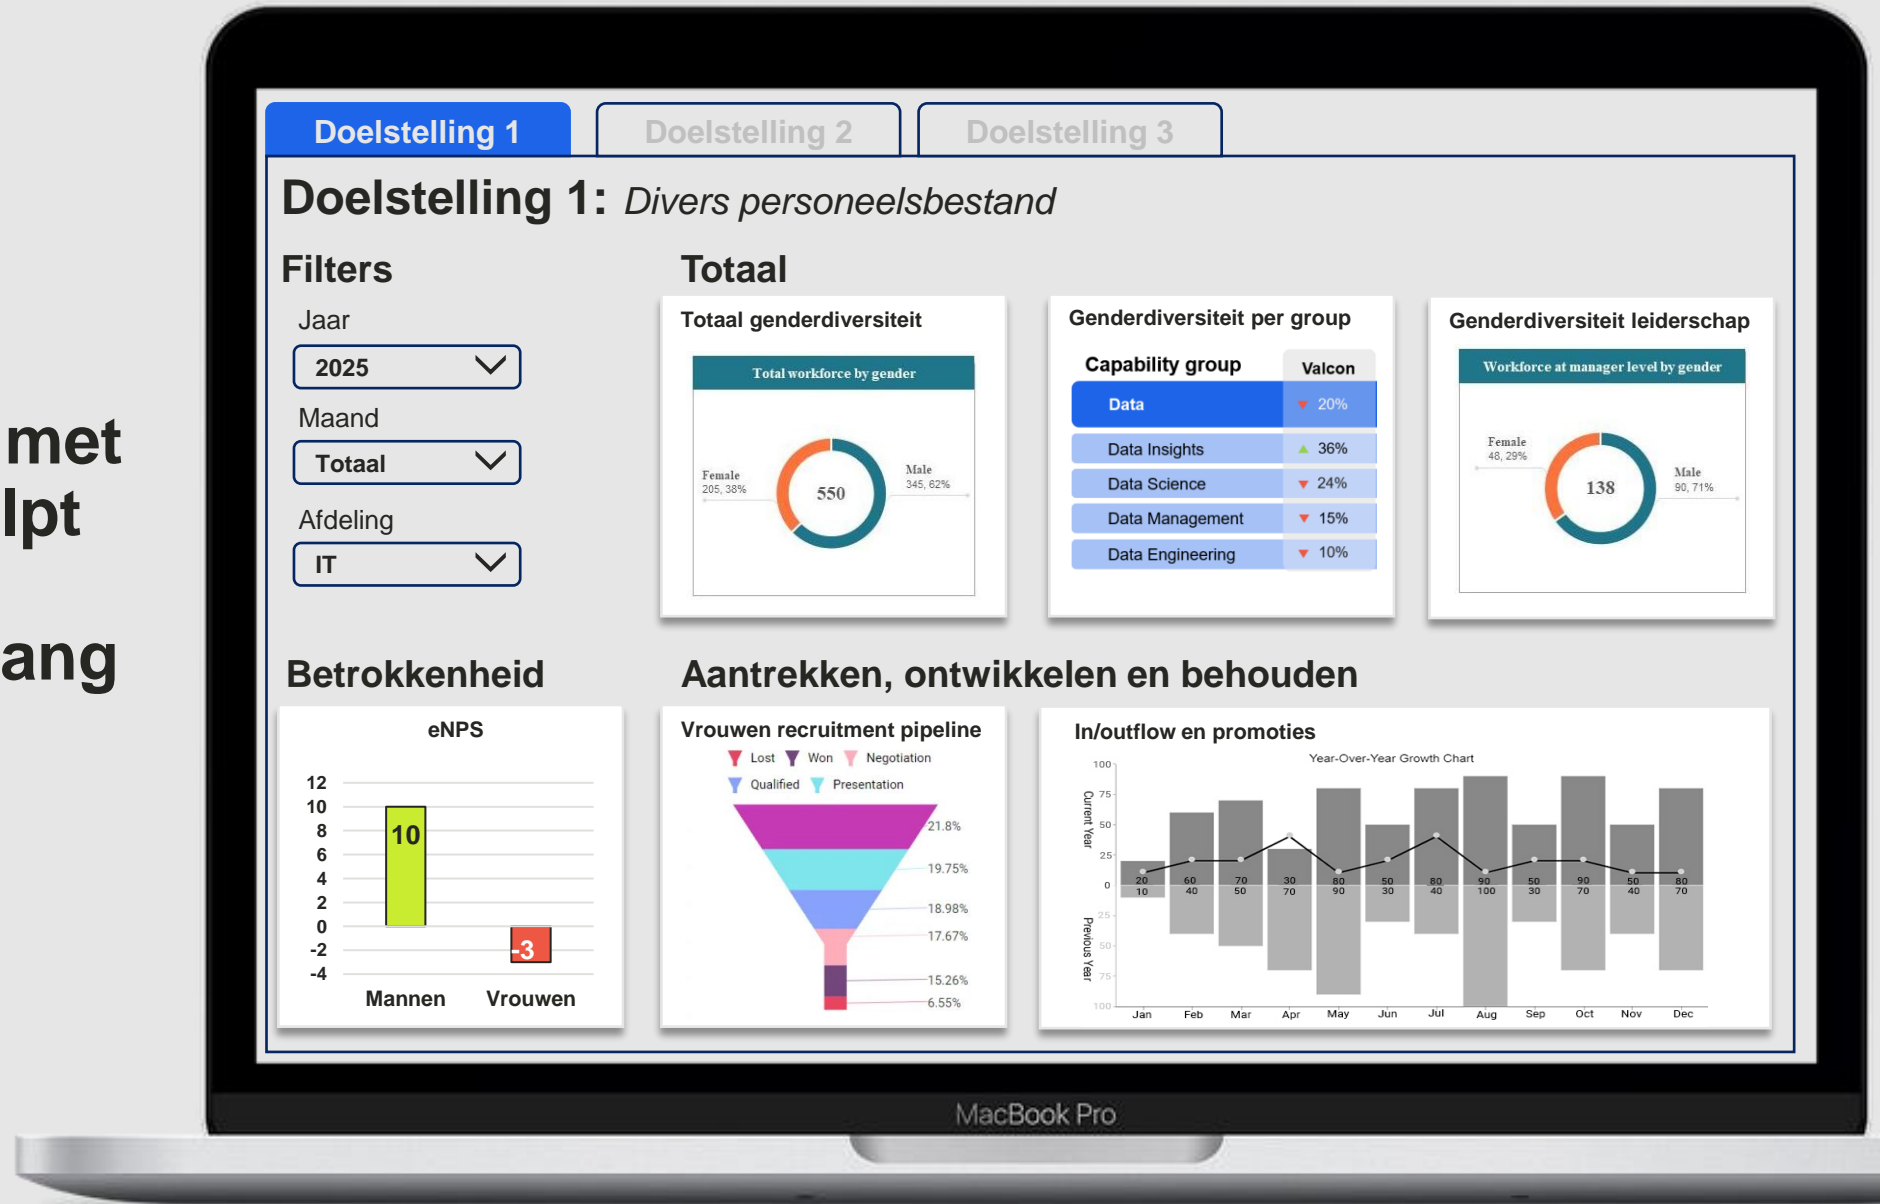 met
lpt
ang
Doelstelling 1
Doelstelling 2
Doelstelling 3
Doelstelling 1: Divers personeelsbestand
Filters
Jaar
2025
Maand
Totaal
Afdeling
IT
Totaal
Totaal genderdiversiteit
Total workforce by gender
Female
205, 38%
550
Male
345, 62%
Genderdiversiteit per group
Capability group
Valcon
Data
20%
Data Insights
36%
Data Science
24%
Data Management
15%
Data Engineering
10%
Genderdiversiteit leiderschap
Workforce at manager level by gender
Female
48, 29%
138
Male
90, 71%
Betrokkenheid
eNPS
12
10
8
6
4
2
0
-2
-4
10
-3
Mannen
Vrouwen
Aantrekken, ontwikkelen en behouden
Vrouwen recruitment pipeline
Lost Won Negotiation
Qualified Presentation
21.8%
19.75%
18.98%
17.67%
15.26%
6.55%
In/outflow en promoties
Year-Over-Year Growth Chart
Current Year
Previous Year
100
75
50
25
0
25
50
75
100
20 60 70 30 80 50 80 90 50 90 50 80
10 40 50 70 90 30 40 100 30 70 40 70
Jan Feb Mar Apr May Jun Jul Aug Sep Oct Nov Dec
MacBook Pro